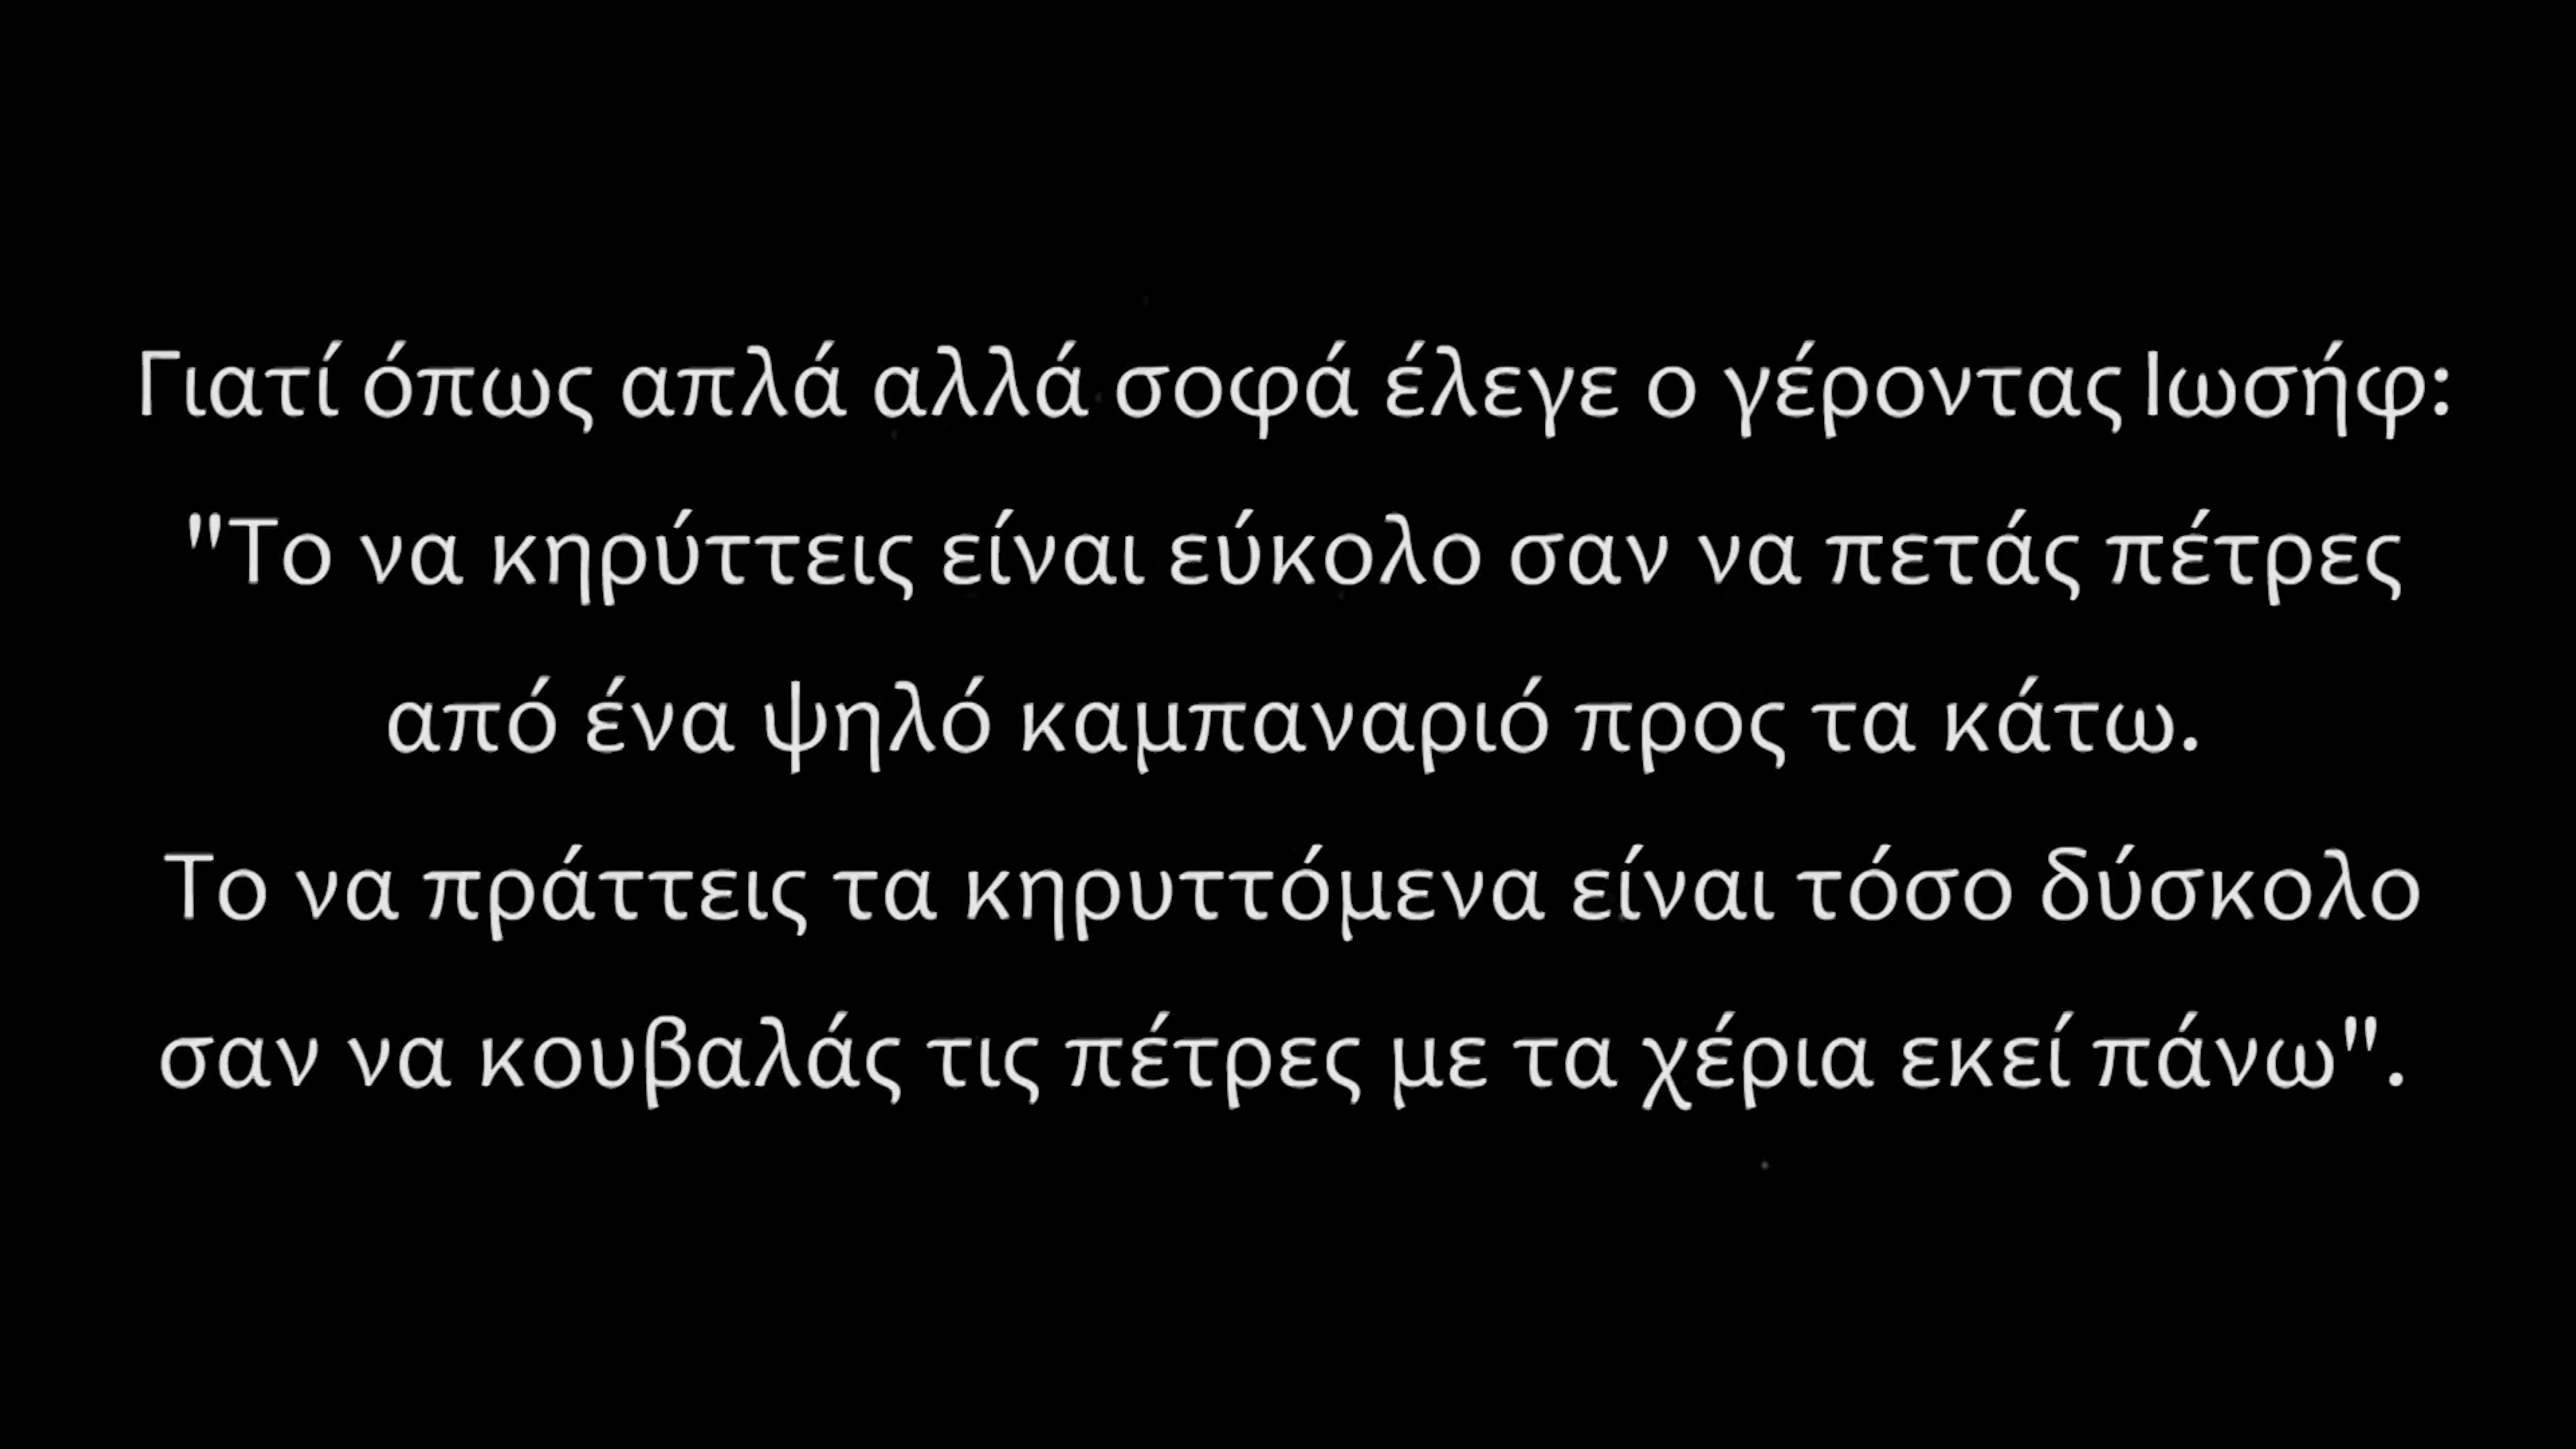 Γιατί όπως απλά αλλά σοφά έλεγε ο γέροντας Ιωσήφ:
"Το να κηρύττεις είναι εύκολο σαν να πετάς πέτρες
από ένα ψηλό καμπαναριό προς τα κάτω.
Το να πράττεις τα κηρυττόμενα είναι τόσο δύσκολο
σαν να κουβαλάς τις πέτρες με τα χέρια εκεί πάνω".